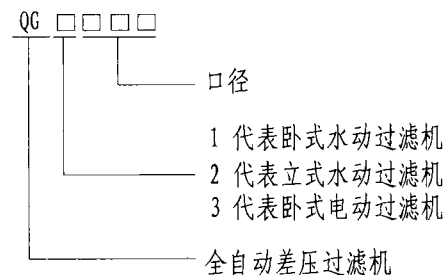 QG □□□□
口径
1 代表卧式水动过滤机
2 代表立式水动过滤机
3 代表卧式电动过滤机
全自动差压过滤机